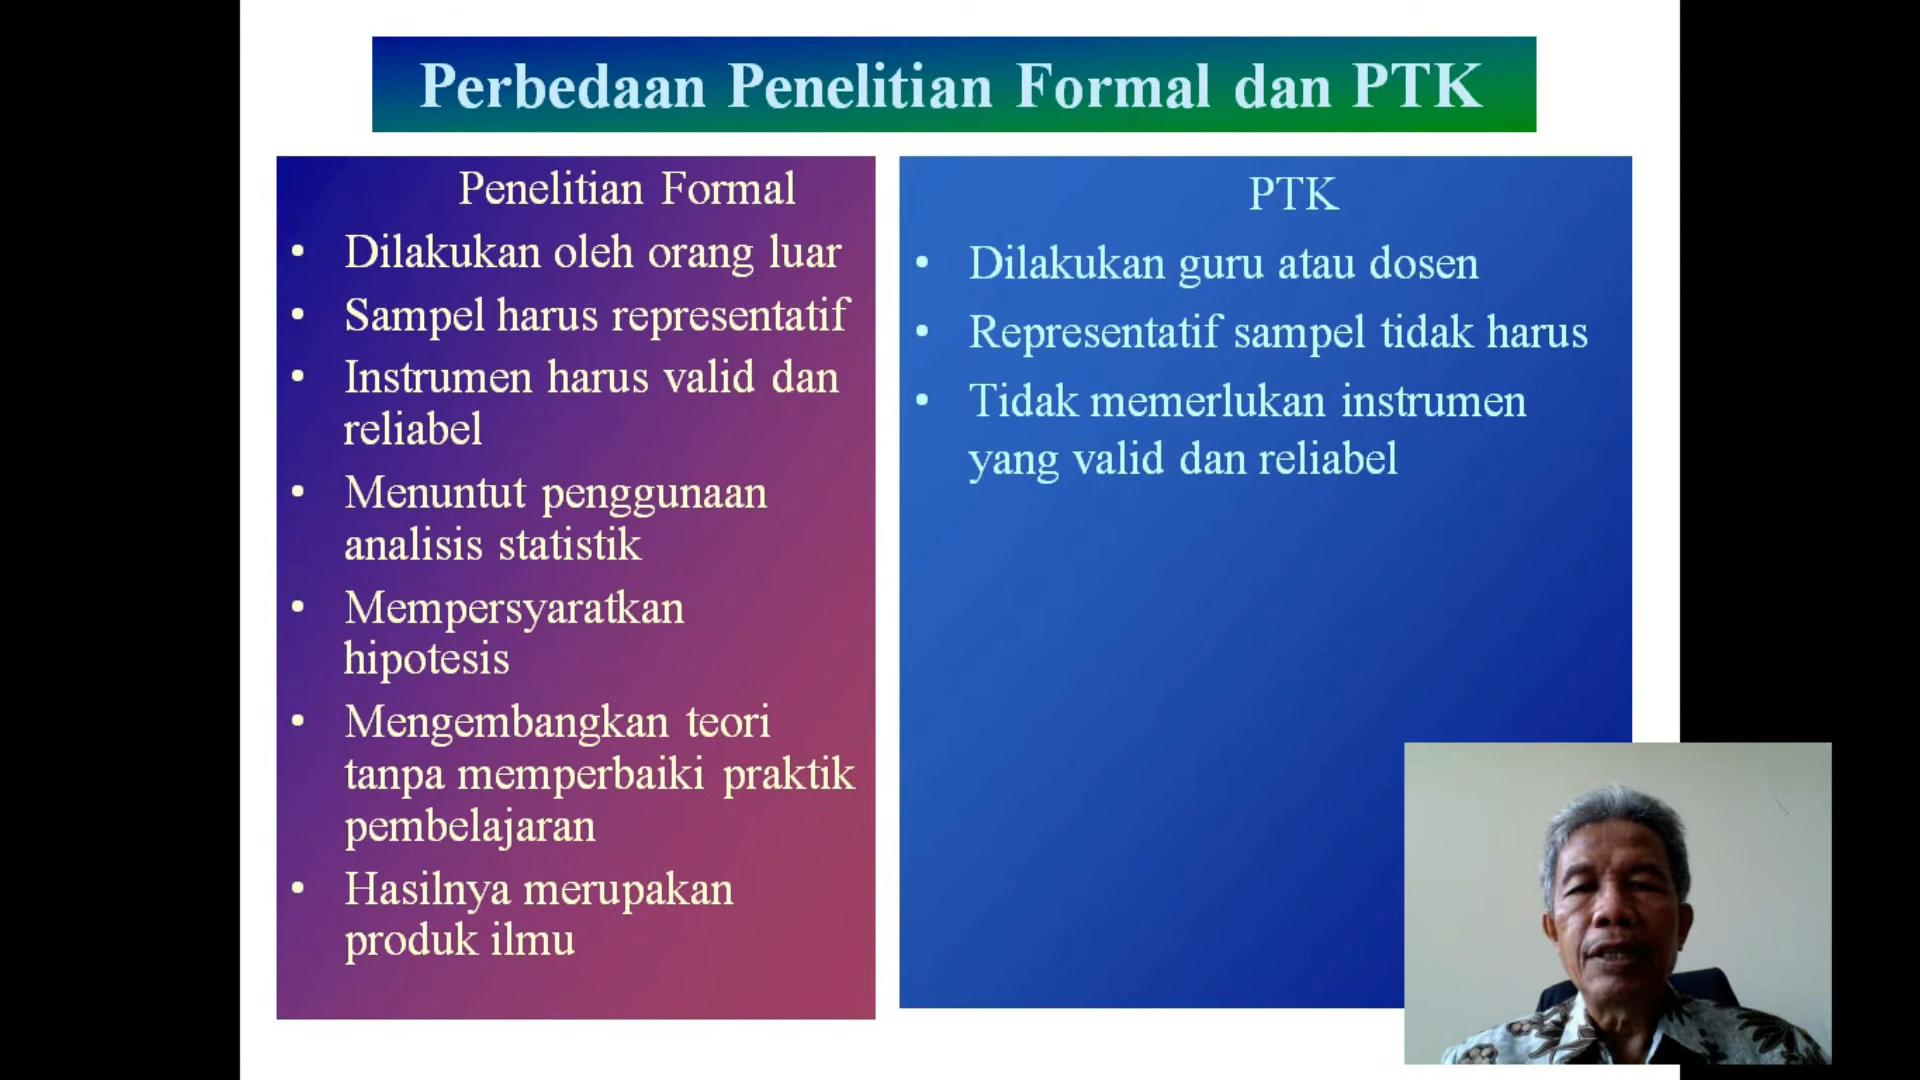 Perbedaan Penelitian Formal dan PTK
Penelitian Formal
• Dilakukan oleh orang luar
• Sampel harus representatif
• Instrumen harus valid dan
reliabel
• Menuntut penggunaan
analisis statistik
• Mempersyaratkan
hipotesis
• Mengembangkan teori
tanpa memperbaiki praktik
pembelajaran
• Hasilnya merupakan
produk ilmu
PTK
• Dilakukan guru atau dosen
• Representatif sampel tidak harus
• Tidak memerlukan instrumen
yang valid dan reliabel